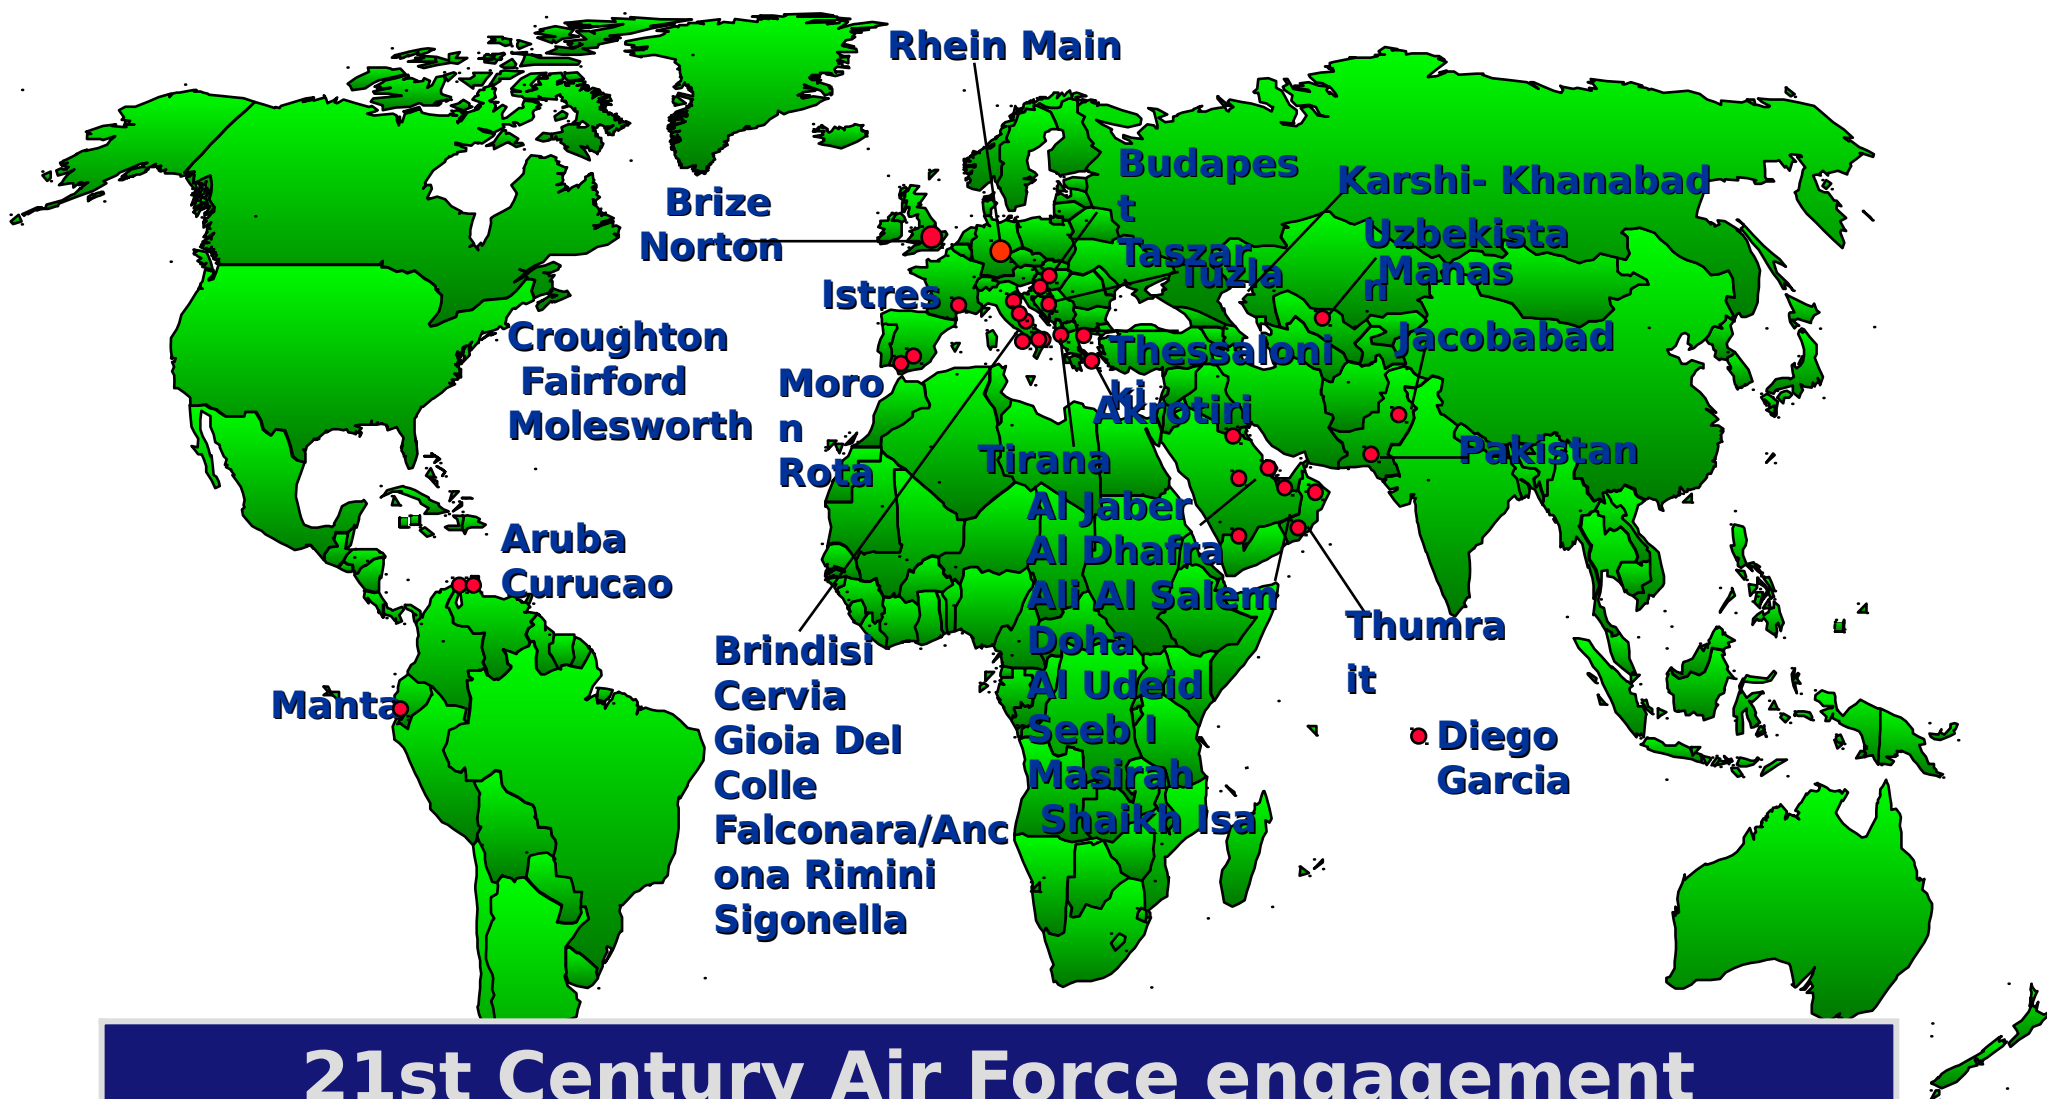 Rhein Main
Budapes
t
Taszar
Tuzla
Karshi- Khanabad
Uzbekista
n
Manas
Jacobabad
Brize
Norton
Istres
Croughton
Fairford
Molesworth
Moro
n
Rota
Thessaloni
ki
Akrotiri
Tirana
Pakistan
Al Jaber
Al Dhafra
Ali Al Salem
Doha
Al Udeid
Seeb I
Masirah
Shaikh Isa
Aruba
Curucao
Thumra
it
Brindisi
Cervia
Gioia Del
Colle
Falconara/Anc
ona Rimini
Sigonella
Manta
Diego
Garcia
21st Century Air Force engagement